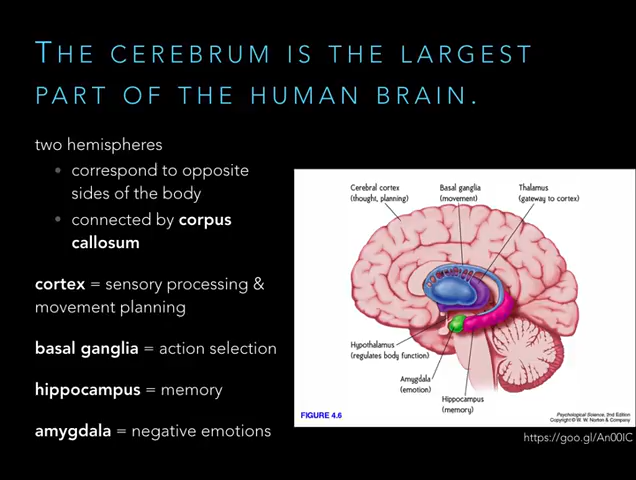 THE CEREBRUM IS THE LARGEST
PART OF THE HUMAN BRAIN.
two hemispheres
• correspond to opposite
sides of the body
• connected by corpus
callosum
cortex = sensory processing &
movement planning
basal ganglia = action selection
hippocampus = memory
amygdala = negative emotions
Cerebral cortex
(thought, planning)
Basal ganglia
(movement)
Thalamus
(gateway to cortex)
Hypothalamus
(regulates body function)
Amygdala
(emotion)
Hippocampus
(memory)
FIGURE 4.6
Psychological Science, 2nd Edition
Copyright © W. W. Norton & Company
https://goo.gl/An00IC